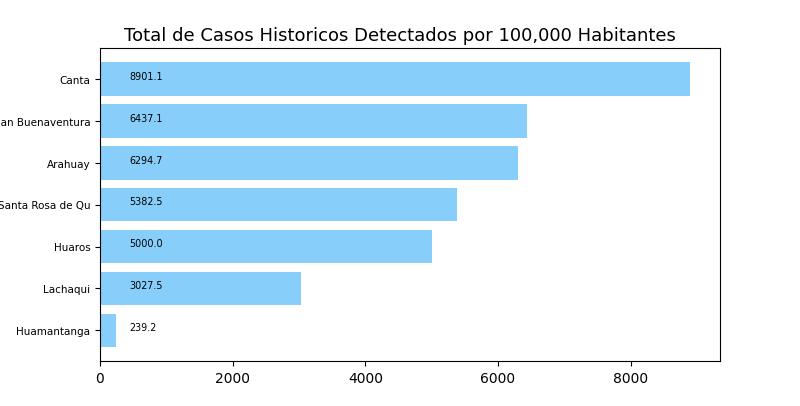 Total de Casos Historicos Detectados por 100,000 Habitantes
Canta 8901.1
an Buenaventura 6437.1
Arahuay 6294.7
Santa Rosa de Qu 5382.5
Huaros 5000.0
Lachaqui 3027.5
Huamantanga 239.2
0 2000 4000 6000 8000